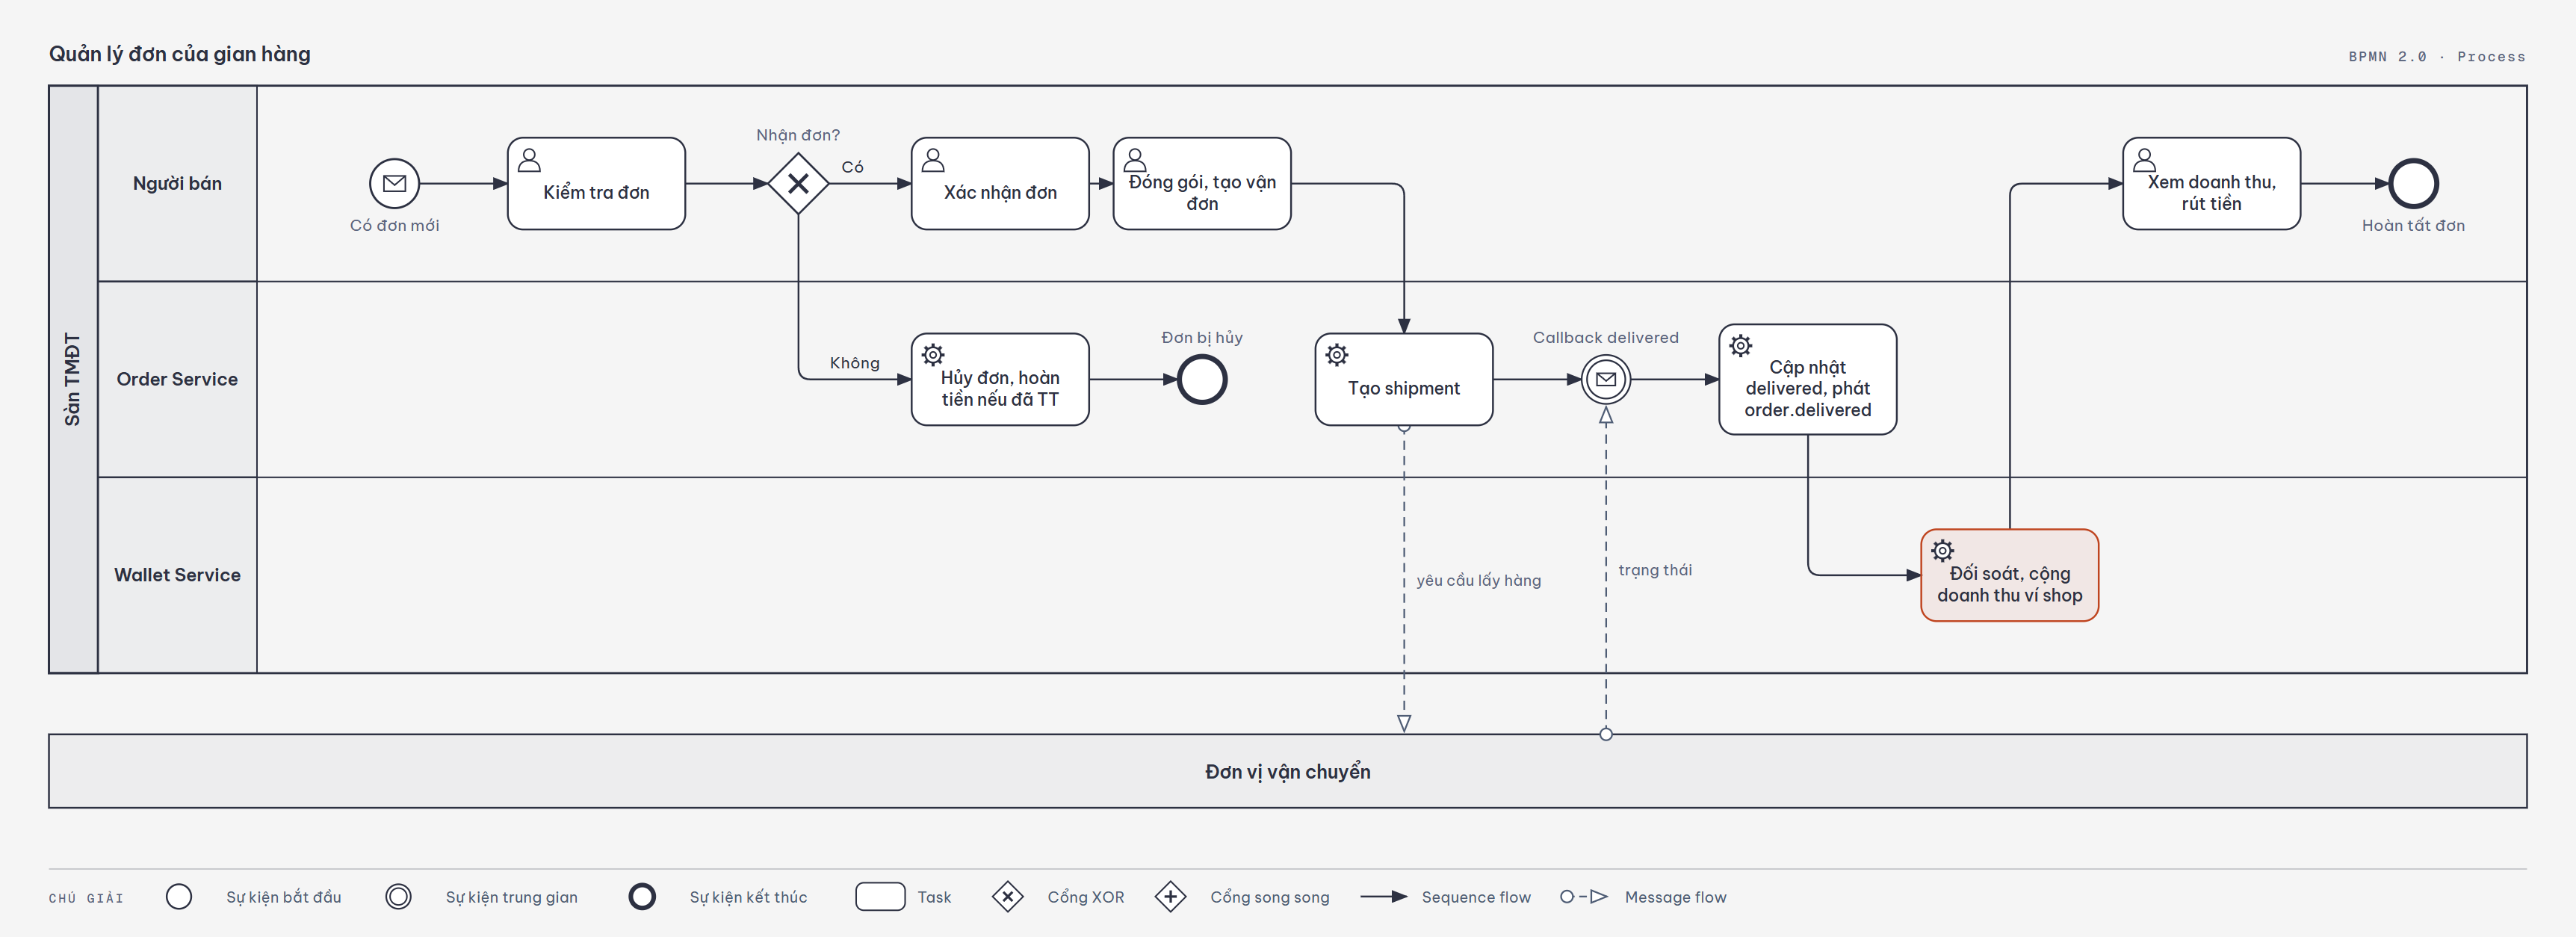 Quản lý đơn của gian hàng
BPMN 2.0 · Process
Sàn TMĐT
Người bán
Có đơn mới
Kiểm tra đơn
Nhận đơn?
Có
Xác nhận đơn
Đóng gói, tạo vận
đơn
Xem doanh thu,
rút tiền
Hoàn tất đơn
Order Service
Không
Hủy đơn, hoàn
tiền nếu đã TT
Đơn bị hủy
Tạo shipment
Callback delivered
Cập nhật
delivered, phát
order.delivered
Wallet Service
yêu cầu lấy hàng
trạng thái
Đối soát, cộng
doanh thu ví shop
Đơn vị vận chuyển
CHÚ GIẢI
Sự kiện bắt đầu
Sự kiện trung gian
Sự kiện kết thúc
Task
Cổng XOR
Cổng song song
Sequence flow
Message flow